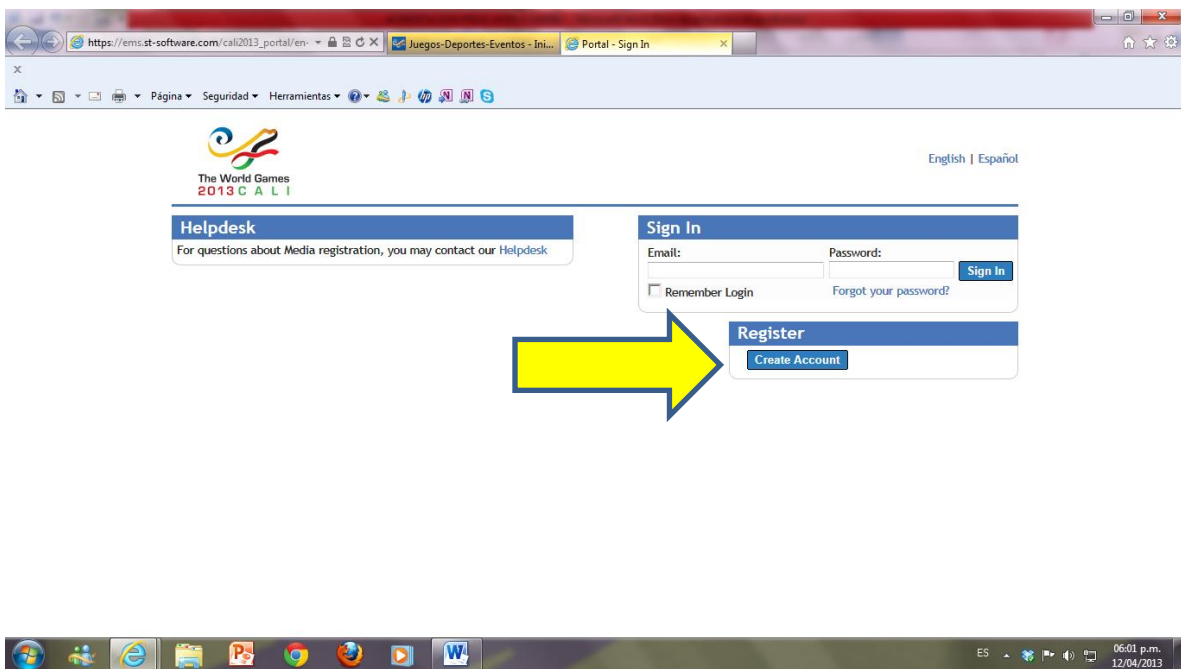 https://ems.st-software.com/cali2013_portal/en-
Juegos-Deportes-Eventos - Ini...
Portal - Sign In
x
Página
Seguridad
Herramientas
The World Games
2013 CALI
English | Español
Helpdesk
For questions about Media registration, you may contact our Helpdesk
Sign In
Email:
Password:
Sign In
Remember Login
Forgot your password?
Register
Create Account
ES
06:01 p.m.
12/04/2013